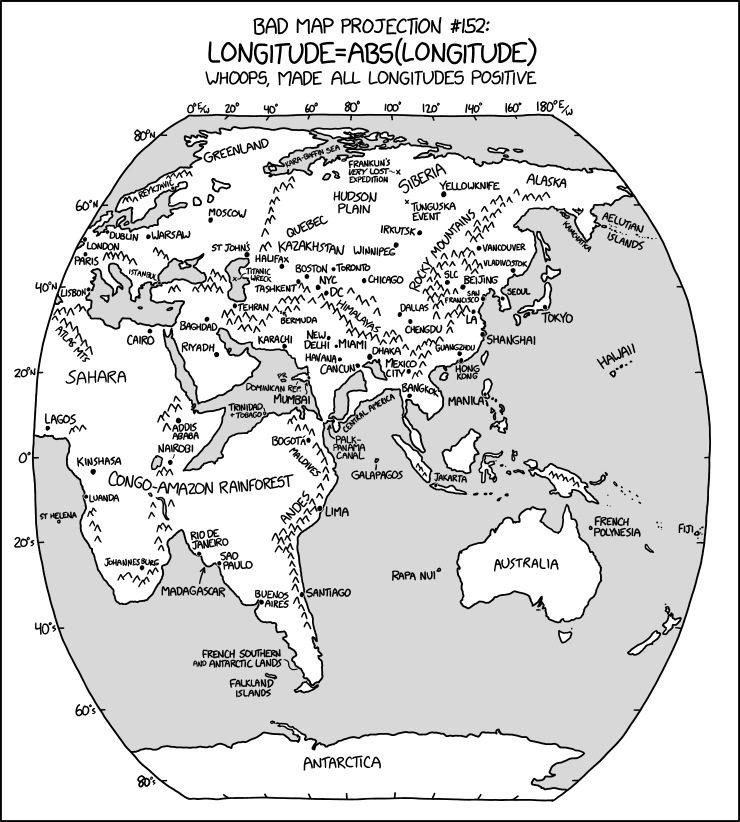 BAD MAP PROJECTION #152:
LONGITUDE=ABS(LONGITUDE)
WHOOPS, MADE ALL LONGITUDES POSITIVE
0°E/W 20° 40° 60° 80° 100° 120° 140° 160° 180°E/W
80°N
GREENLAND
KARA-BAFFIN SEA
FRANKLIN'S
VERY LOST
EXPEDITION
SIBERIA
ALASKA
REYKJAVIK
YELLOWKNIFE
HUDSON
PLAIN
60°N
MOSCOW
TUNGUSKA
EVENT
AELUTIAN
ISLANDS
KAMCHATKA
QUEBEC
DUBLIN
WARSAW
IRKUTSK
ROCKY MOUNTAINS
LONDON
ST JOHN'S
KAZAKHSTAN
WINNIPEG
VANCOUVER
PARIS
HALIFAX
VLADIVOSTOK
ISTANBUL
TITANIC
WRECK
BOSTON
TORONTO
SLC
BEIJING
TASHKENT
NYC
CHICAGO
40°N
LISBON
DC
SAN
FRANCISCO
SEOUL
TEHRAN
HIMALAYAS
DALLAS
LA
TOKYO
BAGHDAD
BERMUDA
CHENGDU
ATLAS MTS
CAIRO
KARACHI
NEW
DELHI
MIAMI
SHANGHAI
RIYADH
HAVANA
DHAKA
GUANGZHOU
CANCUN
MEXICO
CITY
HONG
KONG
HAWAII
20°N
SAHARA
PR
DOMINICAN REP.
BANGKOK
MUMBAI
CENTRAL AMERICA
MANILA
TRINIDAD
+TOBAGO
LAGOS
ADDIS
ABABA
BOGOTÁ
PALK-
PANAMA
CANAL
NAIROBI
MALDIVES
0°
KINSHASA
GALAPAGOS
JAKARTA
CONGO-AMAZON RAINFOREST
LUANDA
ANDES
LIMA
ST HELENA
FRENCH
POLYNESIA
FIJI
20°S
RIO DE
JANEIRO
SAO
PAULO
JOHANNESBURG
AUSTRALIA
RAPA NUI
MADAGASCAR
BUENOS
AIRES
SANTIAGO
40°S
FRENCH SOUTHERN
AND ANTARCTIC LANDS
FALKLAND
ISLANDS
60°S
ANTARCTICA
80°S